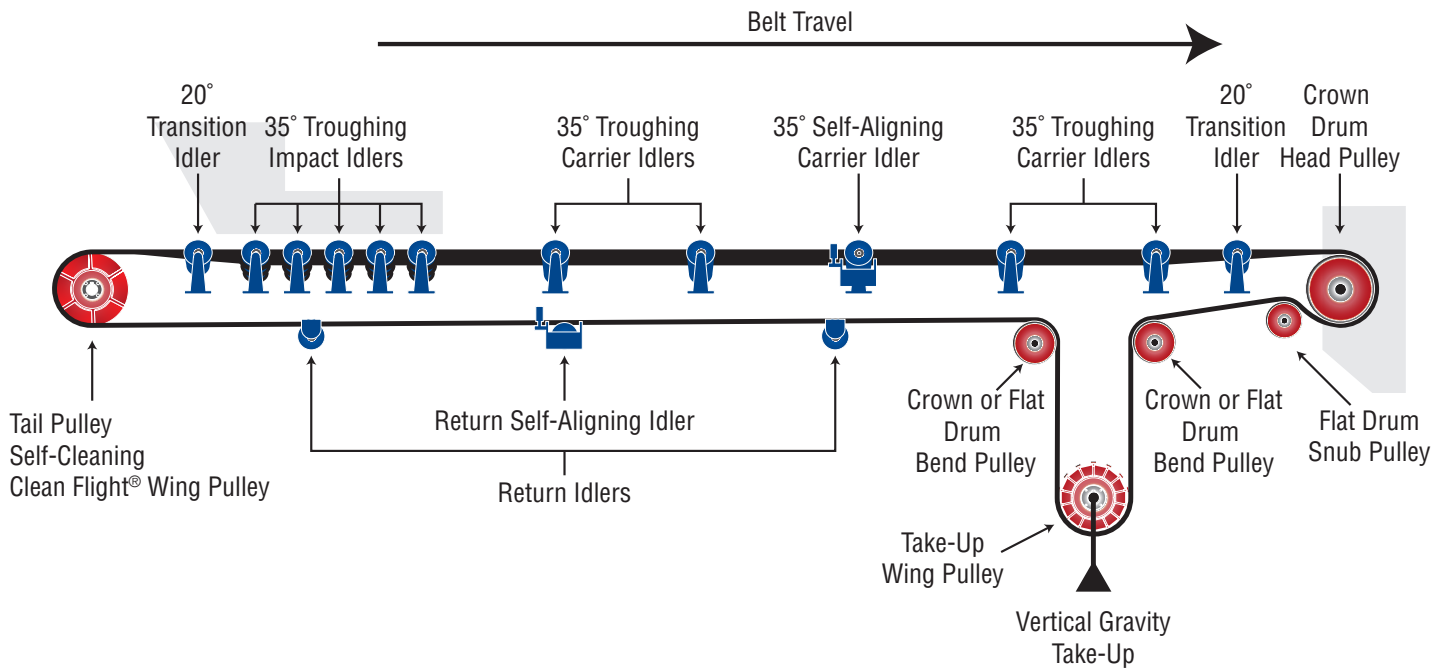 Belt Travel
20°
Transition
Idler
35° Troughing
Impact Idlers
35° Troughing
Carrier Idlers
35° Self-Aligning
Carrier Idler
35° Troughing
Carrier Idlers
20°
Transition
Idler
Crown
Drum
Head Pulley
Tail Pulley
Self-Cleaning
Clean Flight® Wing Pulley
Return Self-Aligning Idler
Return Idlers
Crown or Flat
Drum
Bend Pulley
Crown or Flat
Drum
Bend Pulley
Flat Drum
Snub Pulley
Take-Up
Wing Pulley
Vertical Gravity
Take-Up